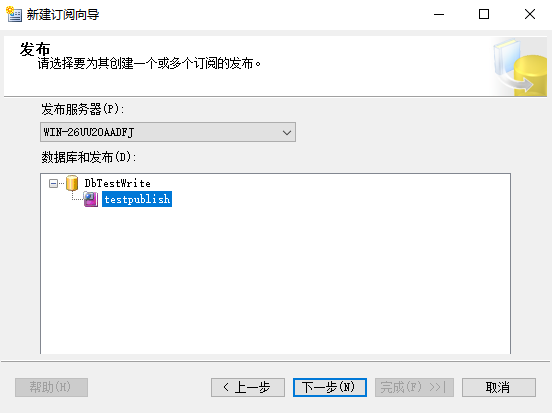 新建订阅向导
发布
请选择要为其创建一个或多个订阅的发布。
发布服务器(P):
WIN-26UU2OAADFJ
数据库和发布(D):
DbTestWrite
testpublish
帮助(H)
< 上一步
下一步(N)
完成(F) >>|
取消